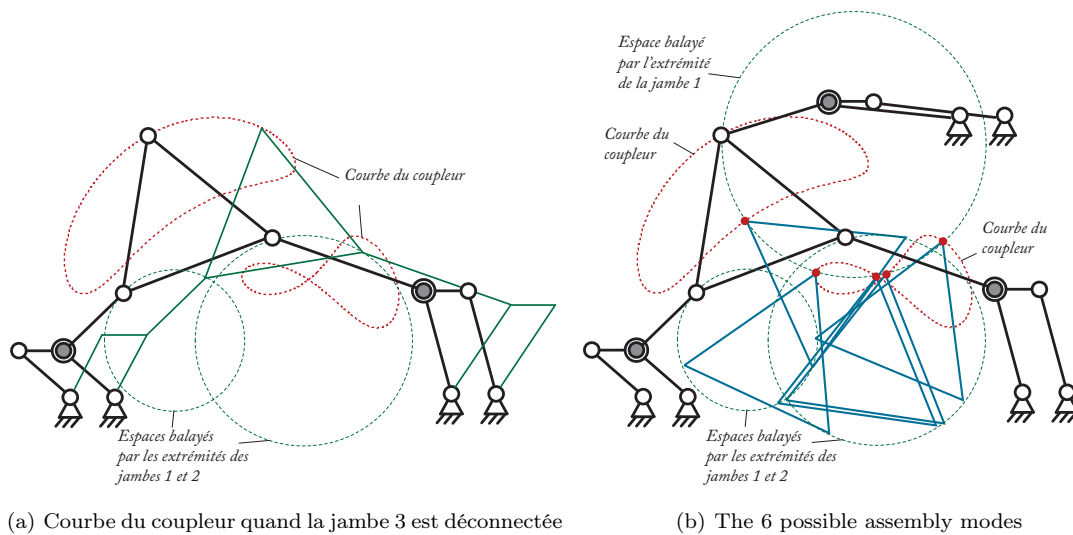 Courbe du coupleur
Espaces balayés
par les extrémités des
jambes 1 et 2
(a) Courbe du coupleur quand la jambe 3 est déconnectée
Espace balayé
par l'extrémité
de la jambe 1
Courbe du
coupleur
Courbe du
coupleur
Espaces balayés
par les extrémités des
jambes 1 et 2
(b) The 6 possible assembly modes